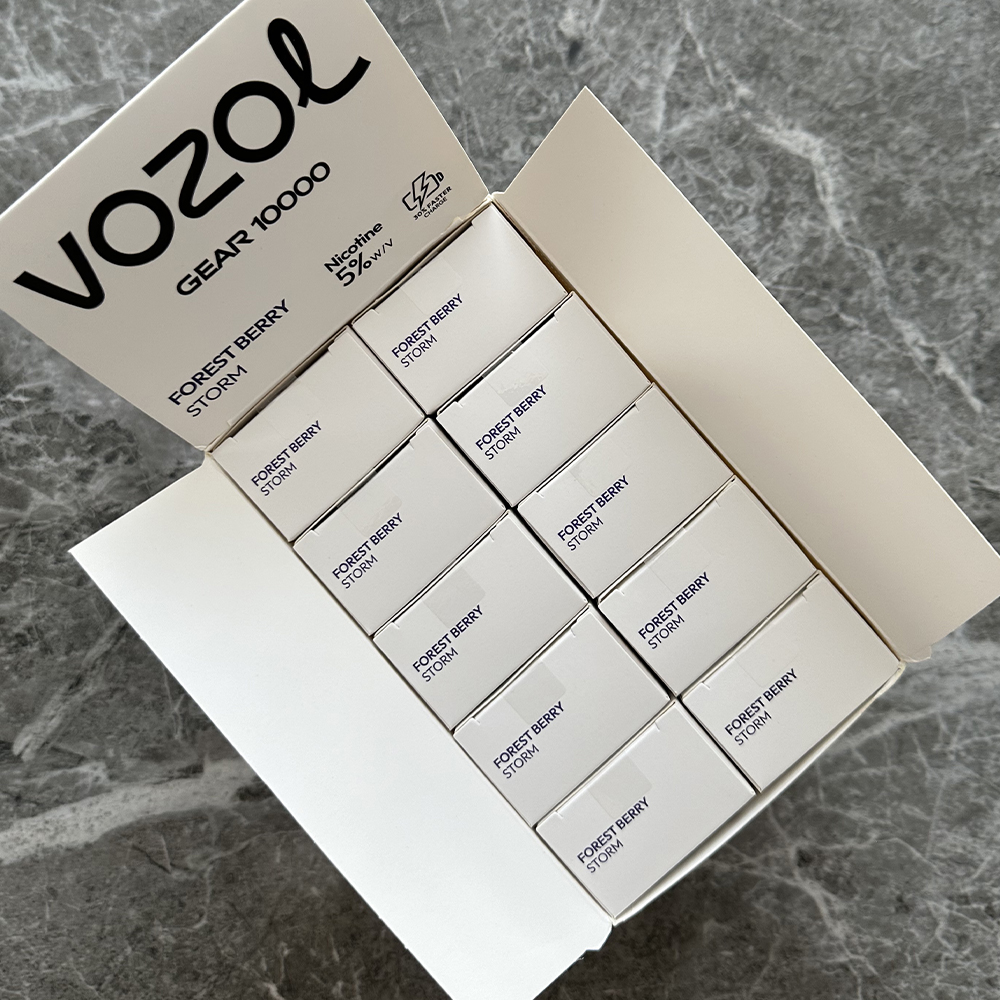 VOZOL
GEAR 10000
Nicotine
5% w/v
30% FASTER
CHARGE
FOREST BERRY
STORM
FOREST BERRY
STORM
FOREST BERRY
STORM
FOREST BERRY
STORM
FOREST BERRY
STORM
FOREST BERRY
STORM
FOREST BERRY
STORM
FOREST BERRY
STORM
FOREST BERRY
STORM
FOREST BERRY
STORM
FOREST BERRY
STORM